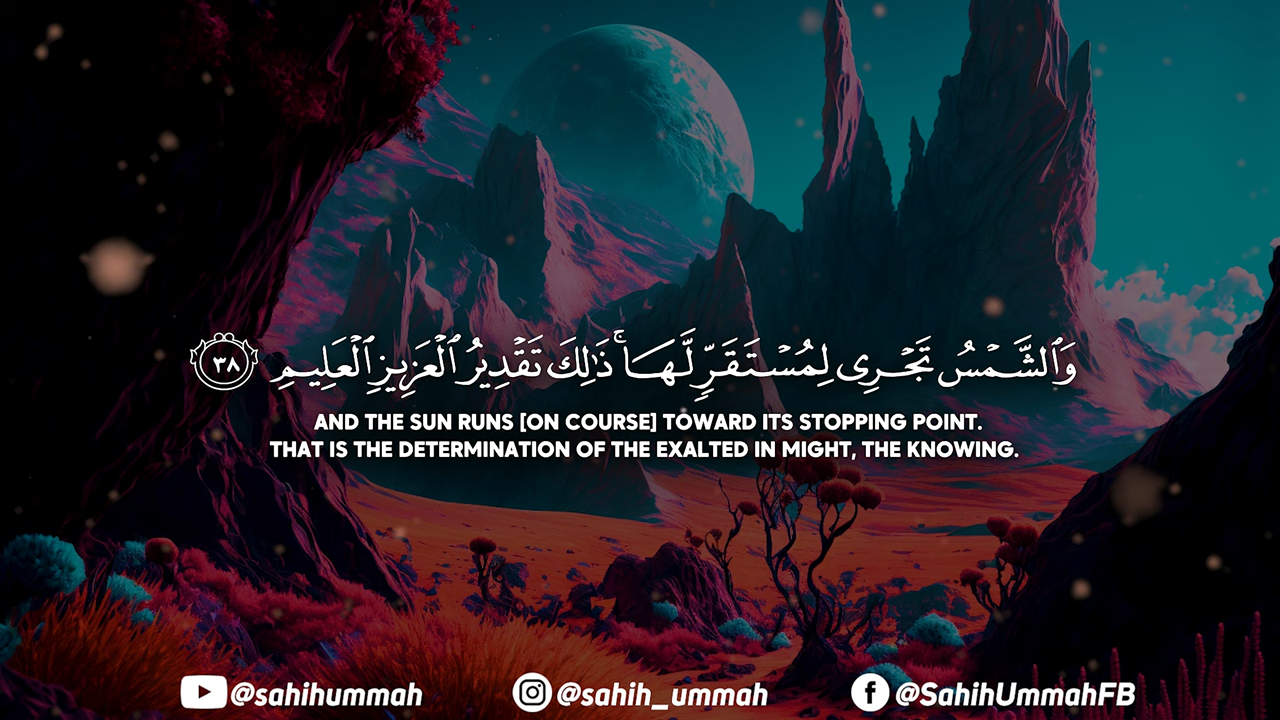 وَٱلشَّمۡسُ تَجۡرِى لِمُسۡتَقَرّٖ لَّهَاۚ ذَٰلِكَ تَقۡدِيرُ ٱلۡعَزِيزِ ٱلۡعَلِيمِ ٣٨
AND THE SUN RUNS [ON COURSE] TOWARD ITS STOPPING POINT.
THAT IS THE DETERMINATION OF THE EXALTED IN MIGHT, THE KNOWING.
@sahihummah @sahih_ummah @SahihUmmahFB